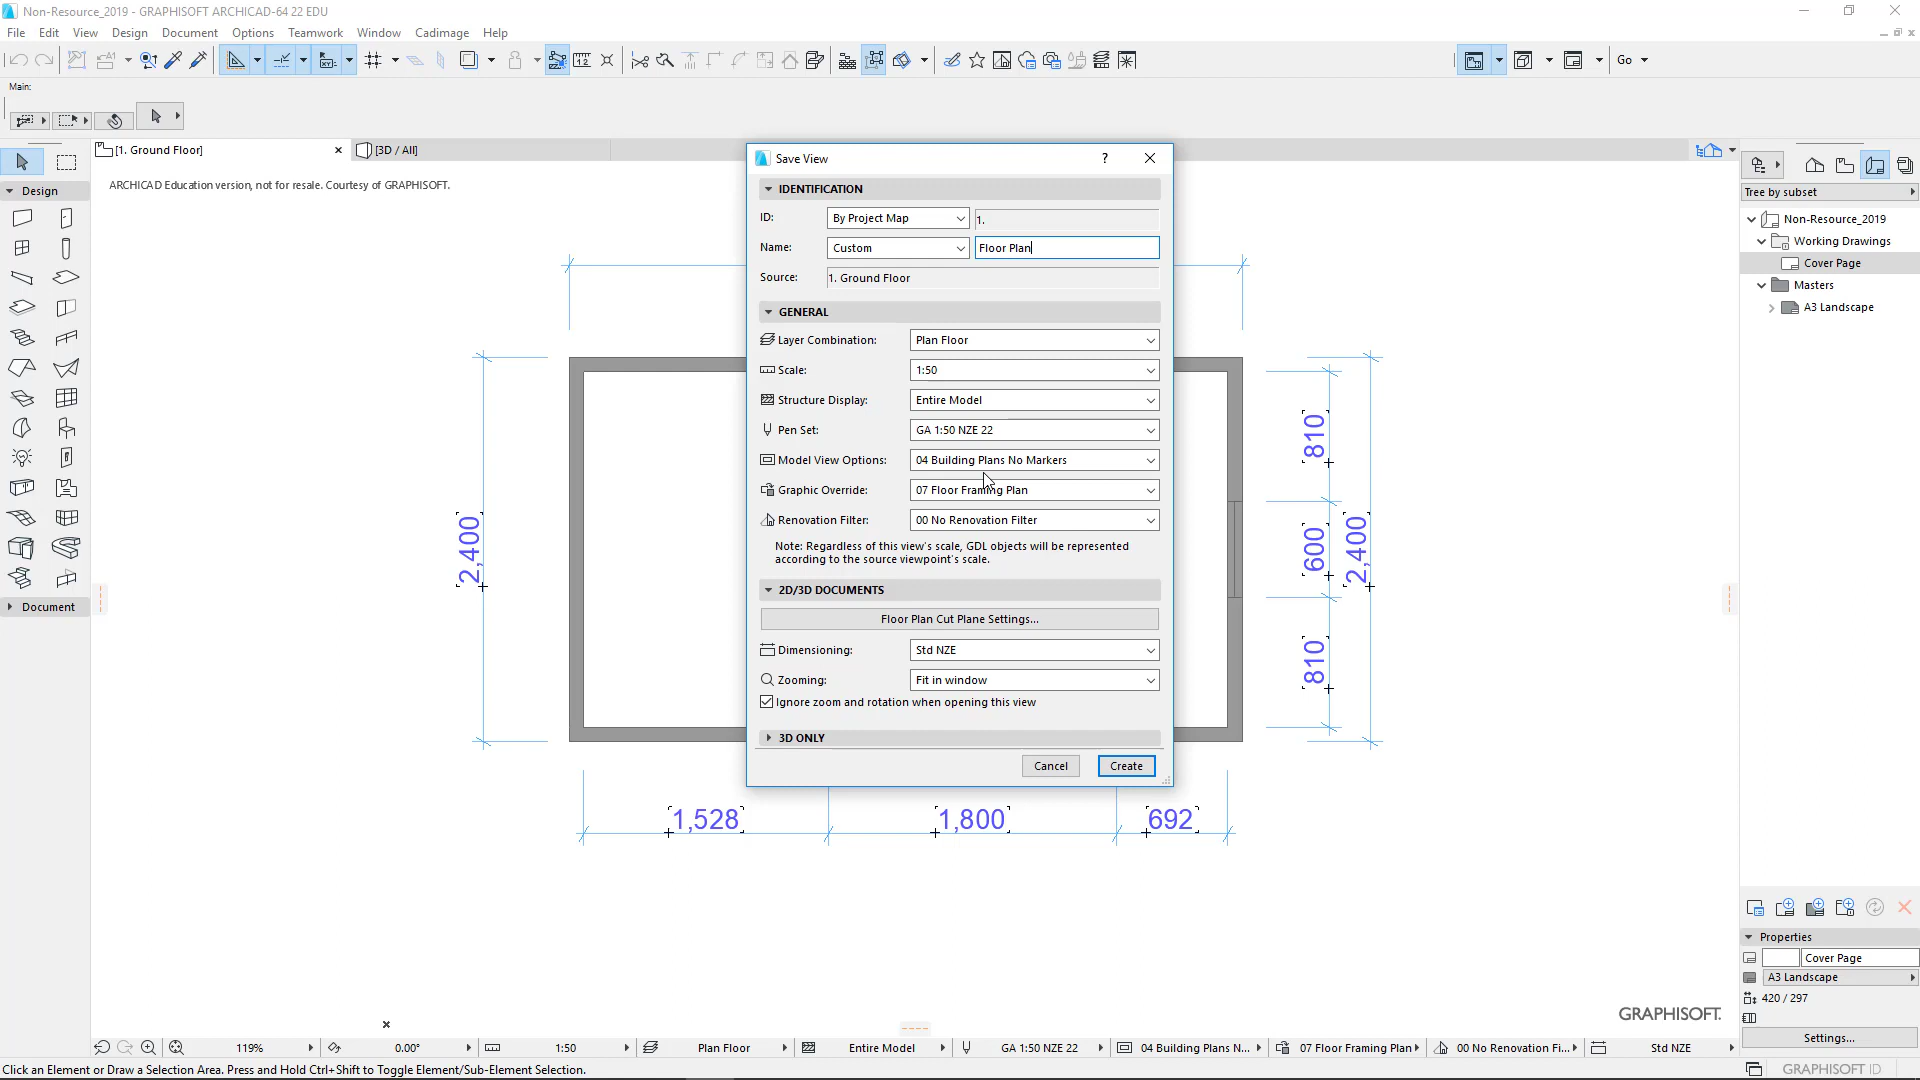 Non-Resource_2019 - GRAPHISOFT ARCHICAD-64 22 EDU
File Edit View Design Document Options Teamwork Window Cadimage Help
Go
Main:
[1. Ground Floor]
[3D / All]
ARCHICAD Education version, not for resale. Courtesy of GRAPHISOFT.
Design
Document
Save View
?
IDENTIFICATION
ID: By Project Map 1.
Name: Custom Floor Plan
Source: 1. Ground Floor
GENERAL
Layer Combination: Plan Floor
Scale: 1:50
Structure Display: Entire Model
Pen Set: GA 1:50 NZE 22
Model View Options: 04 Building Plans No Markers
Graphic Override: 07 Floor Framing Plan
Renovation Filter: 00 No Renovation Filter
Note: Regardless of this view's scale, GDL objects will be represented
according to the source viewpoint's scale.
2D/3D DOCUMENTS
Floor Plan Cut Plane Settings...
Dimensioning: Std NZE
Zooming: Fit in window
Ignore zoom and rotation when opening this view
3D ONLY
Cancel Create
2,400
810
600
2,400
810
1,528 1,800 692
Tree by subset
Non-Resource_2019
Working Drawings
Cover Page
Masters
A3 Landscape
Properties
Cover Page
A3 Landscape
420 / 297
Settings...
GRAPHISOFT.
119% 0.00° 1:50 Plan Floor Entire Model GA 1:50 NZE 22 04 Building Plans N... 07 Floor Framing Plan 00 No Renovation Fi... Std NZE
Click an Element or Draw a Selection Area. Press and Hold Ctrl+Shift to Toggle Element/Sub-Element Selection.
GRAPHISOFT ID